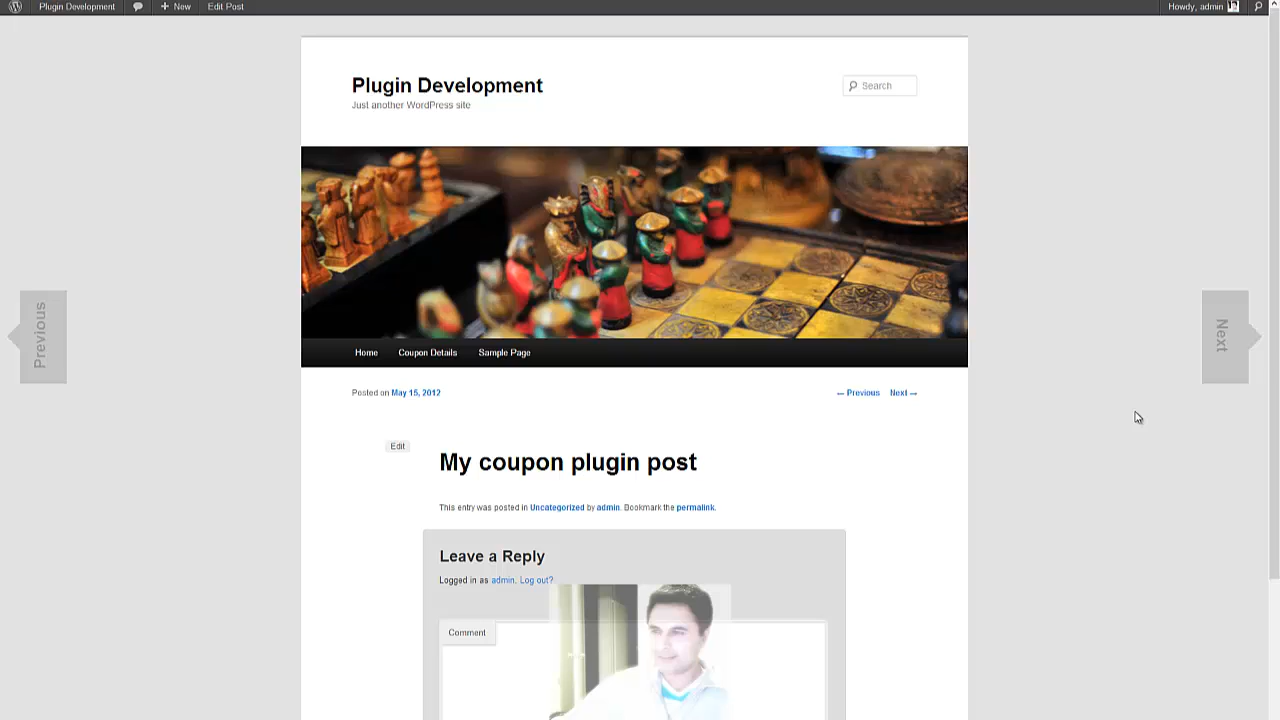 Plugin Development New Edit Post Howdy, admin
Plugin Development
Just another WordPress site
Search
Previous
Next
Home Coupon Details Sample Page
Posted on May 15, 2012 ← Previous Next →
Edit
My coupon plugin post
This entry was posted in Uncategorized by admin. Bookmark the permalink.
Leave a Reply
Logged in as admin. Log out?
Comment